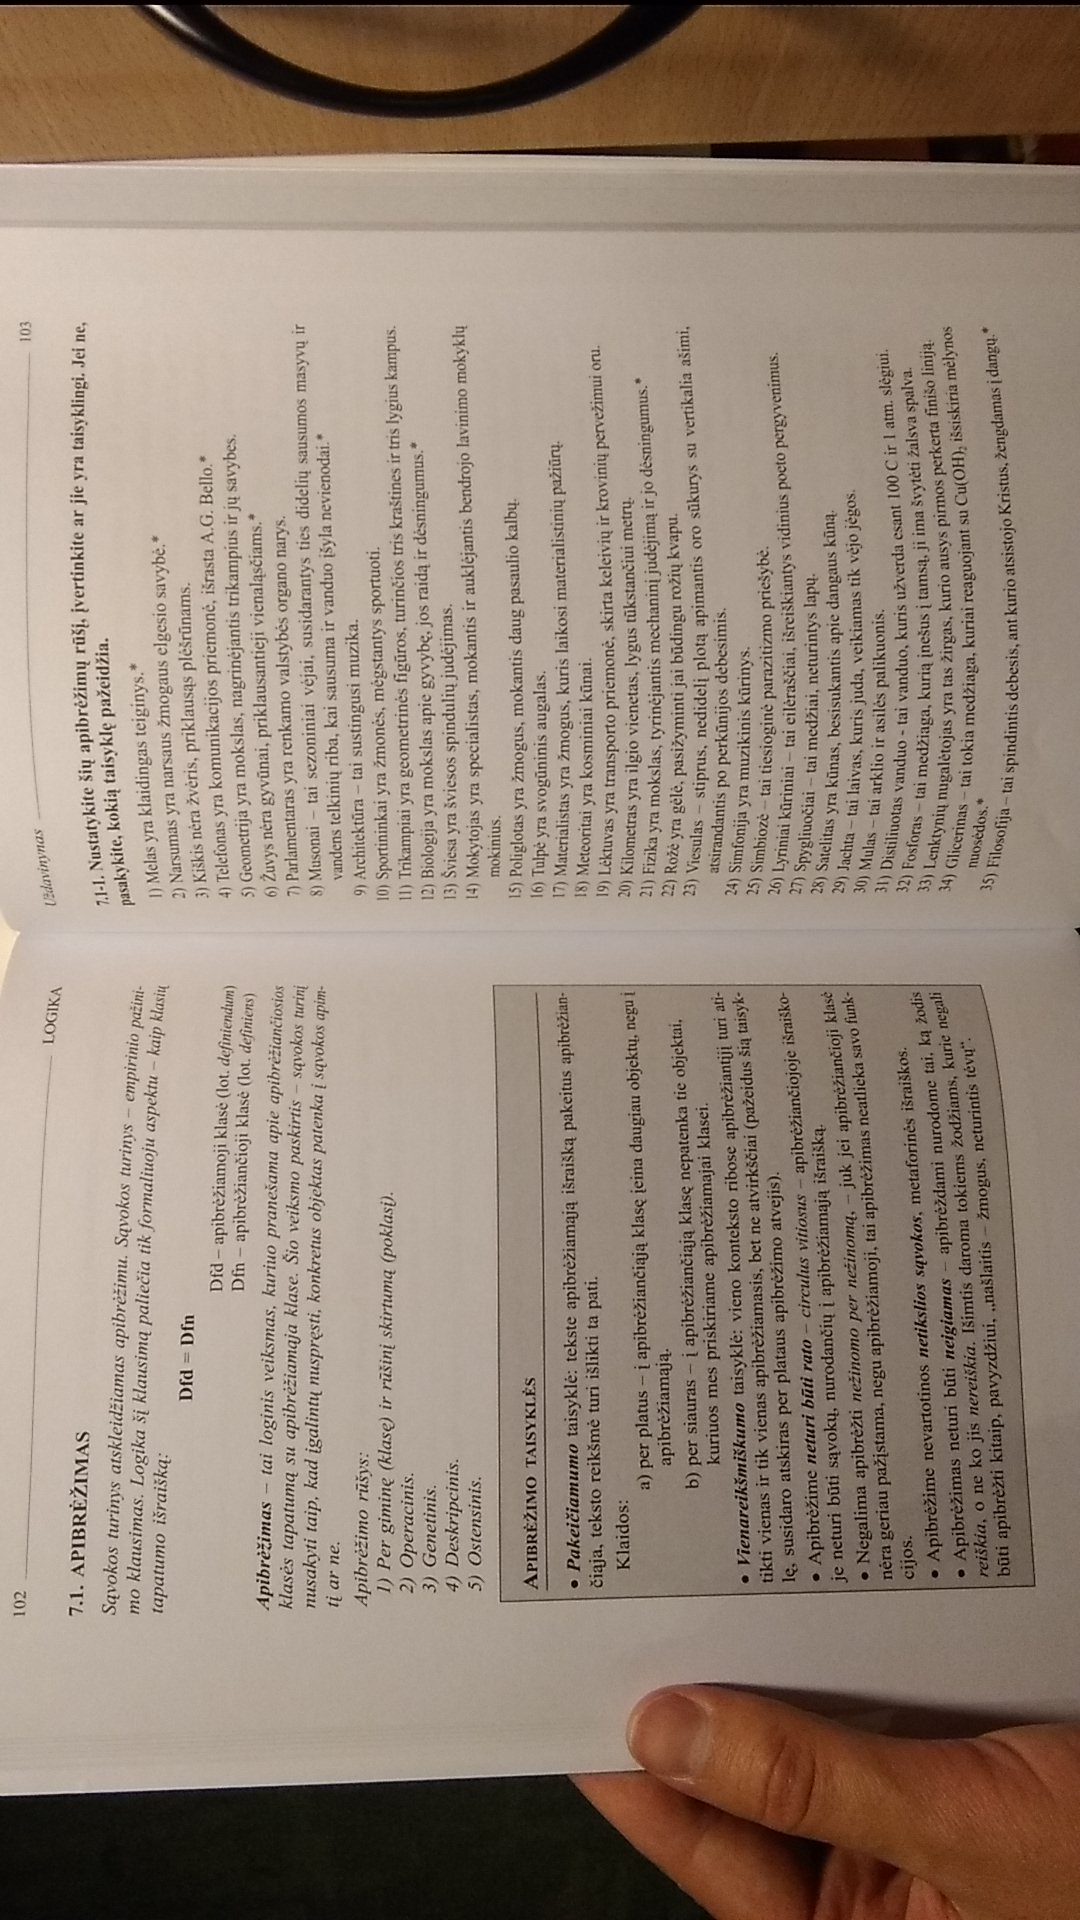 102 LOGIKA
7.1. APIBRĖŽIMAS
Sąvokos turinys atskleidžiamas apibrėžimu. Sąvokos turinys – empirinio pažini-
mo klausimas. Logika šį klausimą paliečia tik formaliuoju aspektu – kaip klasių
tapatumo išraišką:
Dfd = Dfn
Dfd – apibrėžiamoji klasė (lot. definiendum)
Dfn – apibrėžiančioji klasė (lot. definiens)
Apibrėžimas – tai loginis veiksmas, kuriuo pranešama apie apibrėžiančiosios
klasės tapatumą su apibrėžiamąja klase. Šio veiksmo paskirtis – sąvokos turinį
nusakyti taip, kad įgalintų nuspręsti, konkretus objektas patenka į sąvokos apim-
tį ar ne.
Apibrėžimo rūšys:
1) Per giminę (klasę) ir rūšinį skirtumą (poklasį).
2) Operacinis.
3) Genetinis.
4) Deskripcinis.
5) Ostensinis.
APIBRĖŽIMO TAISYKLĖS
• Pakeičiamumo taisyklė: tekste apibrėžiamąją išraišką pakeitus apibrėžian-
čiąja, teksto reikšmė turi išlikti ta pati.
Klaidos:
a) per platus – į apibrėžiančiąją klasę įeina daugiau objektų, negu į
apibrėžiamąją.
b) per siauras – į apibrėžiančiąją klasę nepatenka tie objektai,
kuriuos mes priskiriame apibrėžiamajai klasei.
• Vienareikšmiškumo taisyklė: vieno konteksto ribose apibrėžiantįjį turi ati-
tikti vienas ir tik vienas apibrėžiamasis, bet ne atvirkščiai (pažeidus šią taisyk-
lę, susidaro atskiras per plataus apibrėžimo atvejis).
• Apibrėžime neturi būti rato – circulus vitiosus – apibrėžiančiojoje išraiško-
je neturi būti sąvokų, nurodančių į apibrėžiamąją išraišką.
• Negalima apibrėžti nežinomo per nežinomą, – juk jei apibrėžiančioji klasė
nėra geriau pažįstama, negu apibrėžiamoji, tai apibrėžimas neatlieka savo funk-
cijos.
• Apibrėžime nevartotinos netikslios sąvokos, metaforinės išraiškos.
• Apibrėžimas neturi būti neigiamas – apibrėždami nurodome tai, ką žodis
reiškia, o ne ko jis nereiškia. Išimtis daroma tokiems žodžiams, kurie negali
būti apibrėžti kitaip, pavyzdžiui, „našlaitis – žmogus, neturintis tėvų“.
Uždavinynas 103
7.1-1. Nustatykite šių apibrėžimų rūšį, įvertinkite ar jie yra taisyklingi. Jei ne,
pasakykite, kokią taisyklę pažeidžia.
1) Melas yra klaidingas teiginys.*
2) Narsumas yra narsaus žmogaus elgesio savybė.*
3) Kiškis nėra žvėris, priklausąs plėšrūnams.
4) Telefonas yra komunikacijos priemonė, išrasta A.G. Bello.*
5) Geometrija yra mokslas, nagrinėjantis trikampius ir jų savybes.
6) Žuvys nėra gyvūnai, priklausantieji vienaląsčiams.*
7) Parlamentaras yra renkamo valstybės organo narys.
8) Musonai – tai sezoniniai vėjai, susidarantys ties didelių sausumos masyvų ir
vandens telkinių riba, kai sausuma ir vanduo išyla nevienodai.*
9) Architektūra – tai sustingusi muzika.
10) Sportininkai yra žmonės, mėgstantys sportuoti.
11) Trikampiai yra geometrinės figūros, turinčios tris kraštines ir tris lygius kampus.
12) Biologija yra mokslas apie gyvybę, jos raidą ir dėsningumus.*
13) Šviesa yra šviesos spindulių judėjimas.
14) Mokytojas yra specialistas, mokantis ir auklėjantis bendrojo lavinimo mokyklų
mokinius.
15) Poliglotas yra žmogus, mokantis daug pasaulio kalbų.
16) Tulpė yra svogūninis augalas.
17) Materialistas yra žmogus, kuris laikosi materialistinių pažiūrų.
18) Meteoritai yra kosminiai kūnai.
19) Lėktuvas yra transporto priemonė, skirta keleivių ir krovinių pervežimui oru.
20) Kilometras yra ilgio vienetas, lygus tūkstančiui metrų.
21) Fizika yra mokslas, tyrinėjantis mechaninį judėjimą ir jo dėsningumus.*
22) Rožė yra gėlė, pasižyminti jai būdingu rožių kvapu.
23) Viesulas – stiprus, nedidelį plotą apimantis oro sūkurys su vertikalia ašimi,
atsirandantis po perkūnijos debesimis.
24) Simfonija yra muzikinis kūrinys.
25) Simbiozė – tai tiesioginė parazitizmo priešybė.
26) Lyriniai kūriniai – tai eilėraščiai, išreiškiantys vidinius poeto pergyvenimus.
27) Spygliuočiai – tai medžiai, neturintys lapų.
28) Satelitas yra kūnas, besisukantis apie dangaus kūną.
29) Jachta – tai laivas, kuris juda, veikiamas tik vėjo jėgos.
30) Mulas – tai arklio ir asilės palikuonis.
31) Distiliuotas vanduo - tai vanduo, kuris užverda esant 100 C ir 1 atm. slėgiui.
32) Fosforas – tai medžiaga, kurią įnešus į tamsą, ji ima švytėti žalsva spalva.
33) Lenktynių nugalėtojas yra tas žirgas, kurio ausys pirmos perkerta finišo liniją.
34) Glicerinas – tai tokia medžiaga, kuriai reaguojant su Cu(OH)₂ išsiskiria mėlynos
nuosėdos.*
35) Filosofija – tai spindintis debesis, ant kurio atsistojo Kristus, žengdamas į dangų.*